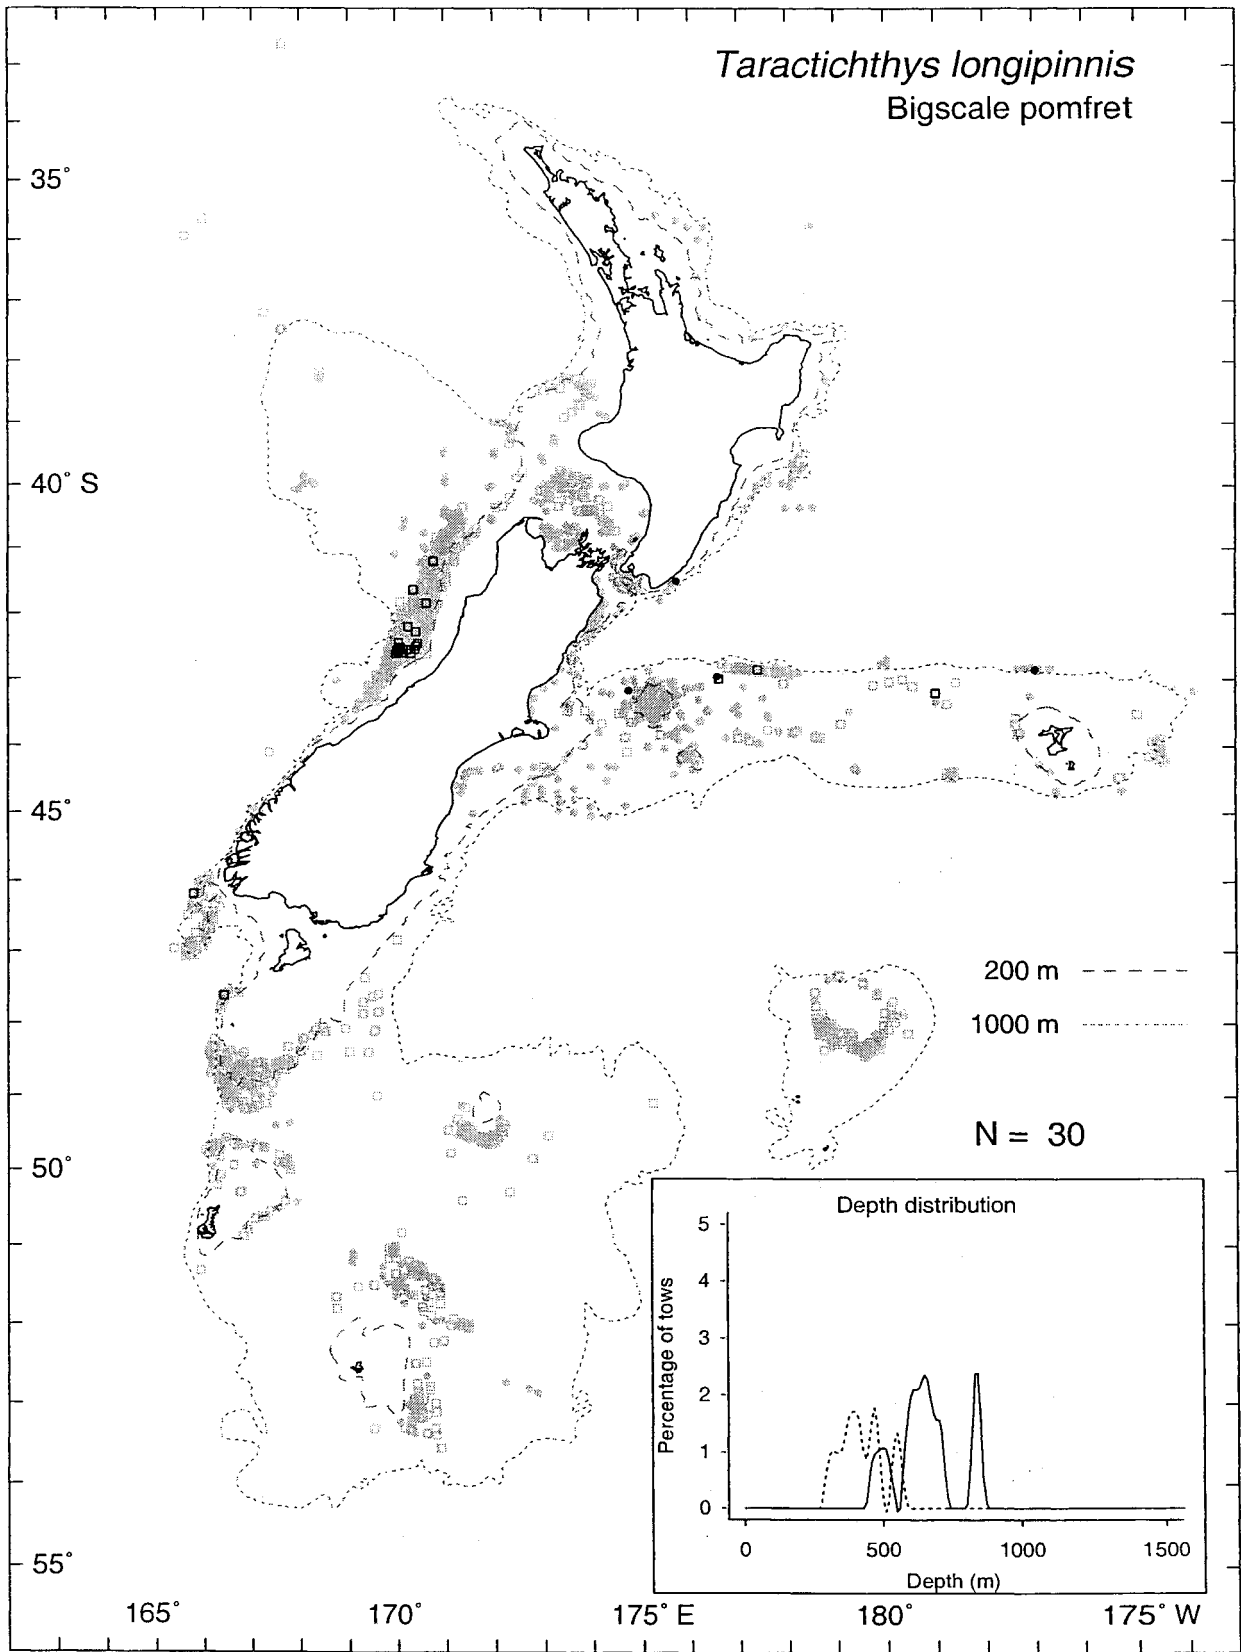 Taractichthys longipinnis
Bigscale pomfret
35°
40° S
45°
200 m
1000 m
N = 30
50°
Depth distribution
5
4
3
2
1
0
Percentage of tows
0 500 1000 1500
Depth (m)
55°
165° 170° 175° E 180° 175° W